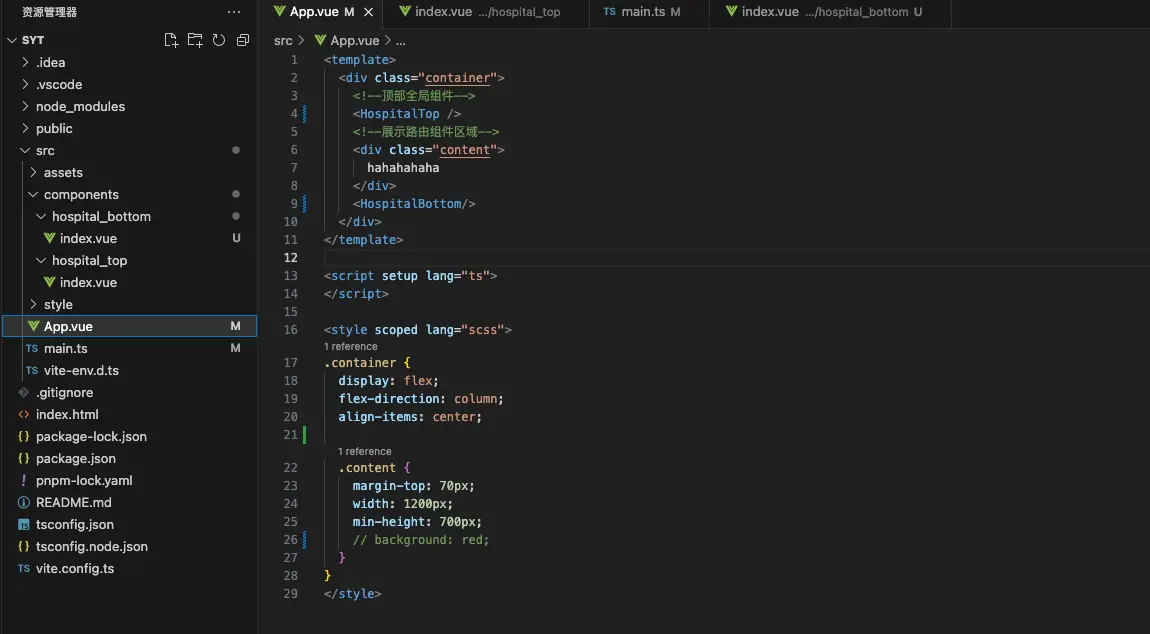 资源管理器 ...
SYT
.idea
.vscode
node_modules
public
src
assets
components
hospital_bottom
index.vue U
hospital_top
index.vue
style
App.vue M
TS main.ts M
TS vite-env.d.ts
.gitignore
<> index.html
{} package-lock.json
{} package.json
! pnpm-lock.yaml
README.md
TS tsconfig.json
{} tsconfig.node.json
TS vite.config.ts
App.vue M × index.vue .../hospital_top TS main.ts M index.vue .../hospital_bottom U
src > App.vue > ...
1 <template>
2 <div class="container">
3 <!--顶部全局组件-->
4 <HospitalTop />
5 <!--展示路由组件区域-->
6 <div class="content">
7 hahahahaha
8 </div>
9 <HospitalBottom/>
10 </div>
11 </template>
12
13 <script setup lang="ts">
14 </script>
15
16 <style scoped lang="scss">
1 reference
17 .container {
18 display: flex;
19 flex-direction: column;
20 align-items: center;
21
1 reference
22 .content {
23 margin-top: 70px;
24 width: 1200px;
25 min-height: 700px;
26 // background: red;
27 }
28 }
29 </style>